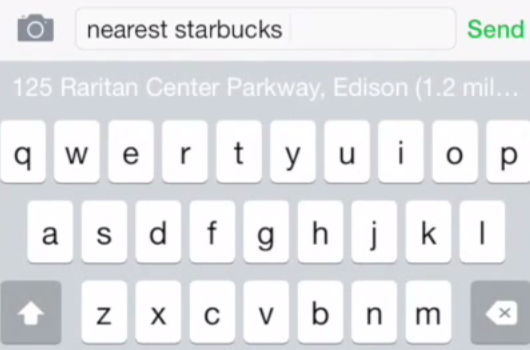 nearest starbucks Send
125 Raritan Center Parkway, Edison (1.2 mil...
q w e r t y u i o p
a s d f g h j k l
z x c v b n m